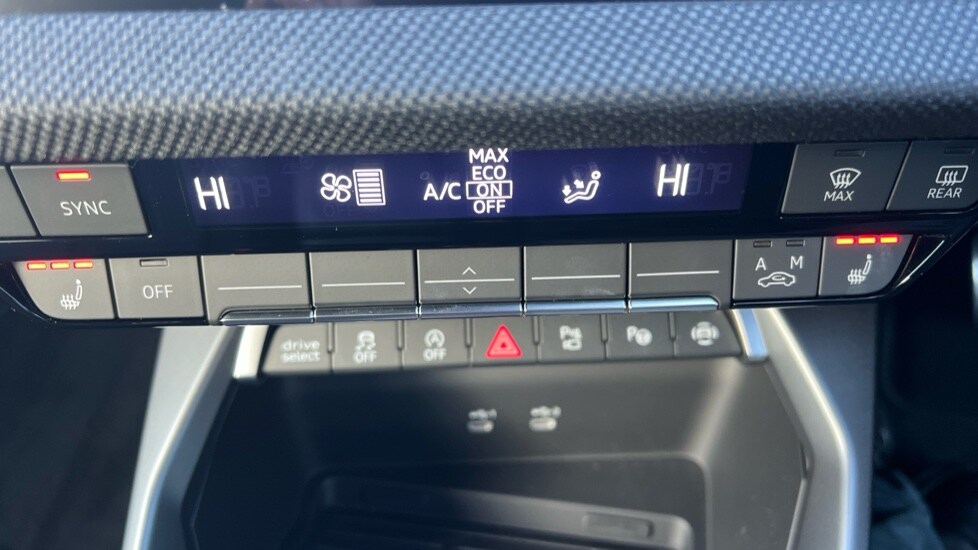 SYNC
HI
A/C
MAX
ECO
ON
OFF
HI
MAX
REAR
OFF
A M
drive
select
OFF
A
OFF
P
P